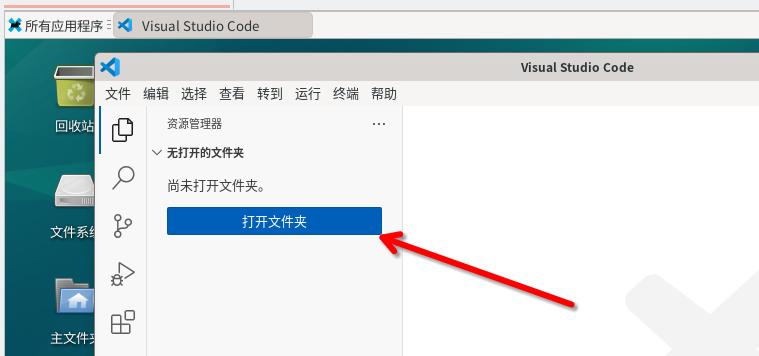 所有应用程序
Visual Studio Code
Visual Studio Code
文件 编辑 选择 查看 转到 运行 终端 帮助
资源管理器
无打开的文件夹
尚未打开文件夹。
打开文件夹
回收站
文件系统
主文件夹